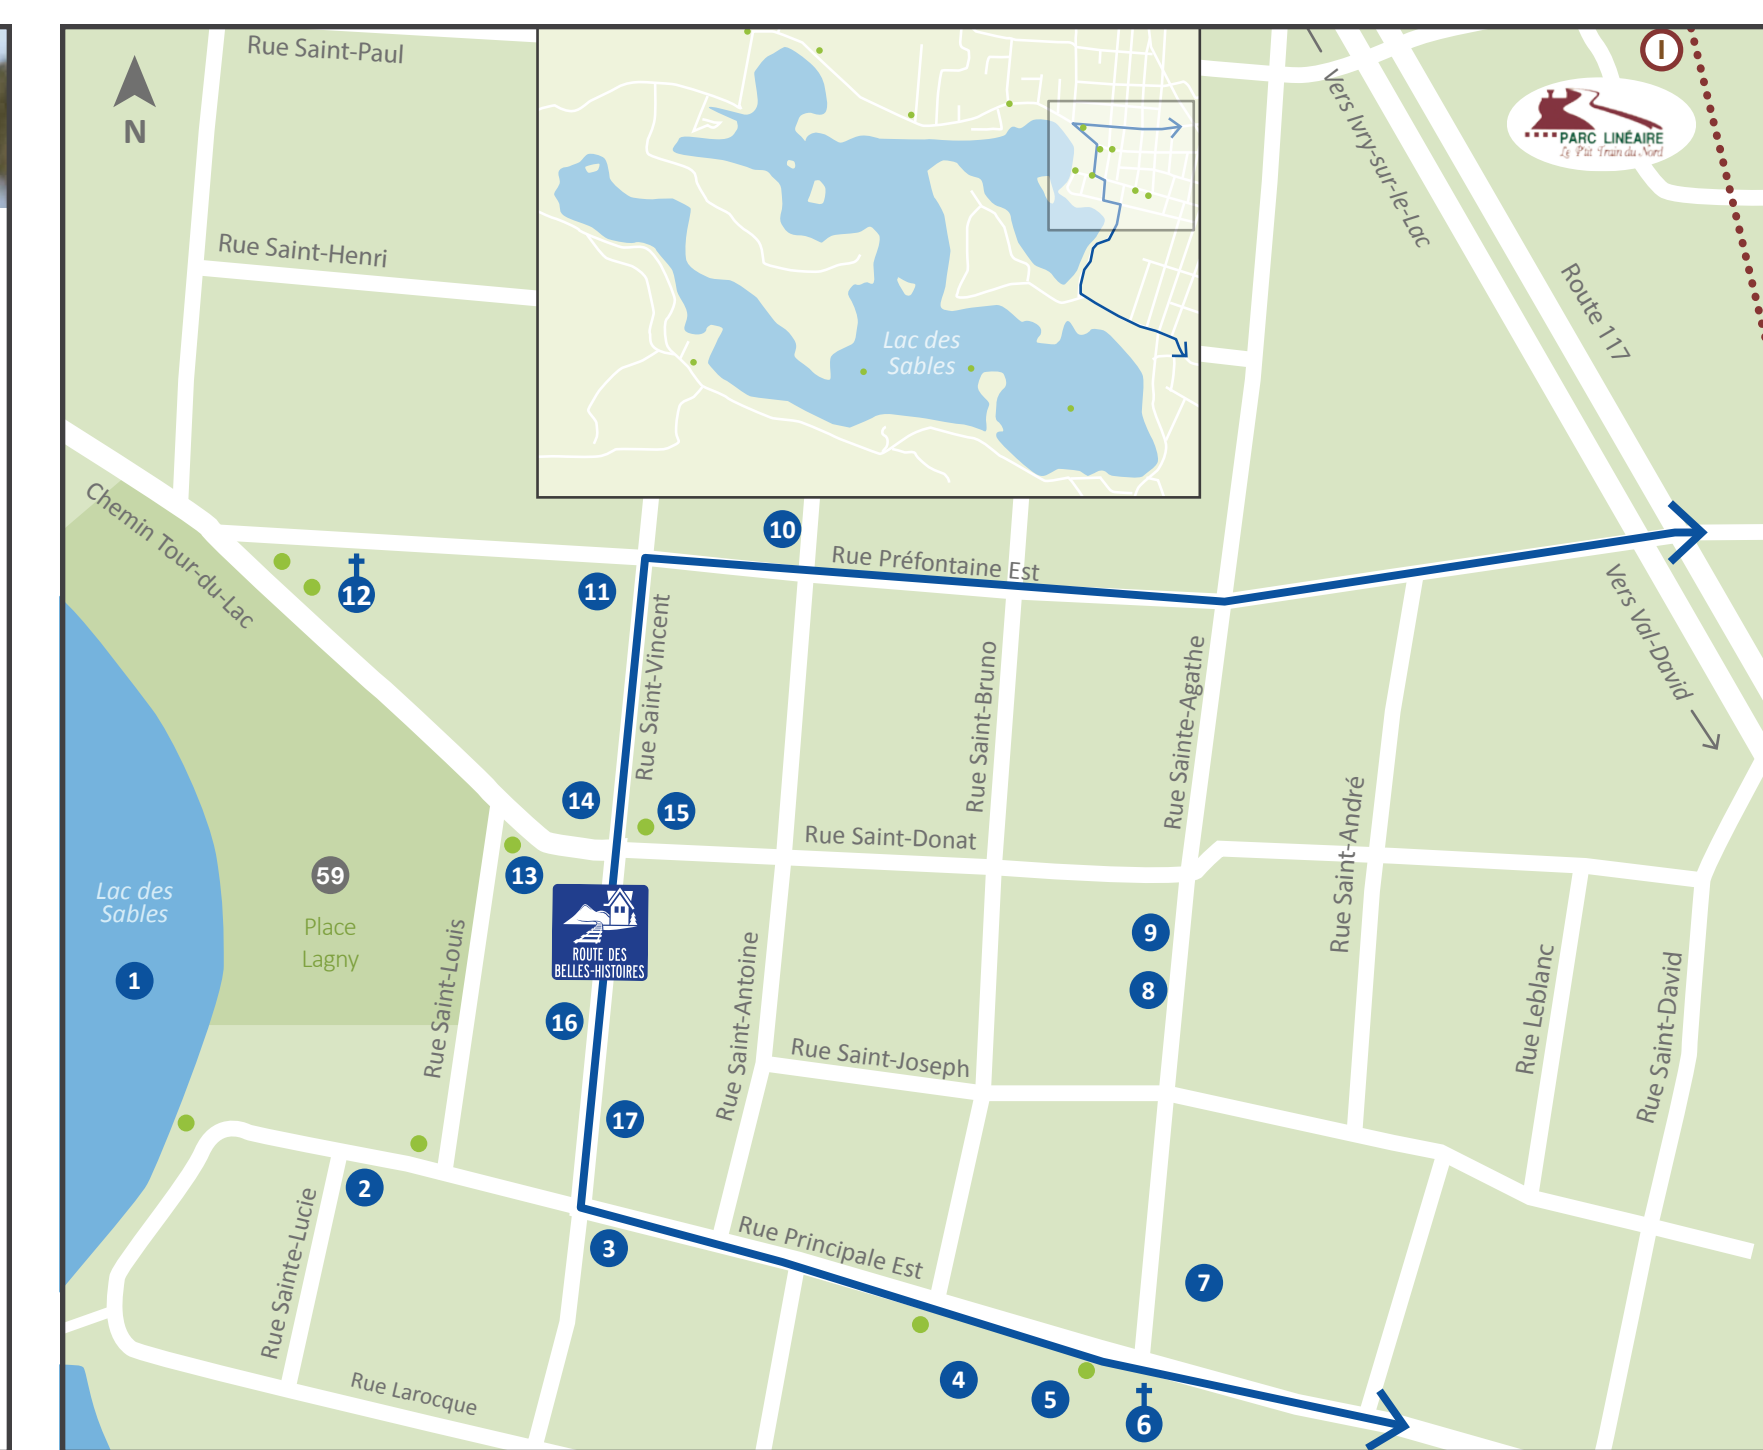 Rue Saint-Paul
N
Rue Saint-Henri
Lac des
Sables
Vers Ivry-sur-le-Lac
I
PARC LINÉAIRE
Le P'tit Train du Nord
Route 117
Chemin Tour-du-Lac
10
Rue Préfontaine Est
11
12
Vers Val-David
Rue Saint-Vincent
Rue Saint-Bruno
Rue Sainte-Agathe
Rue Saint-André
14
15
Rue Saint-Donat
13
59
Place
Lagny
Lac des
Sables
1
ROUTE DES
BELLES-HISTOIRES
9
8
Rue Saint-Louis
Rue Saint-Antoine
Rue Leblanc
Rue Saint-David
16
Rue Saint-Joseph
17
2
Rue Sainte-Lucie
3
Rue Principale Est
7
4
5
6
Rue Larocque